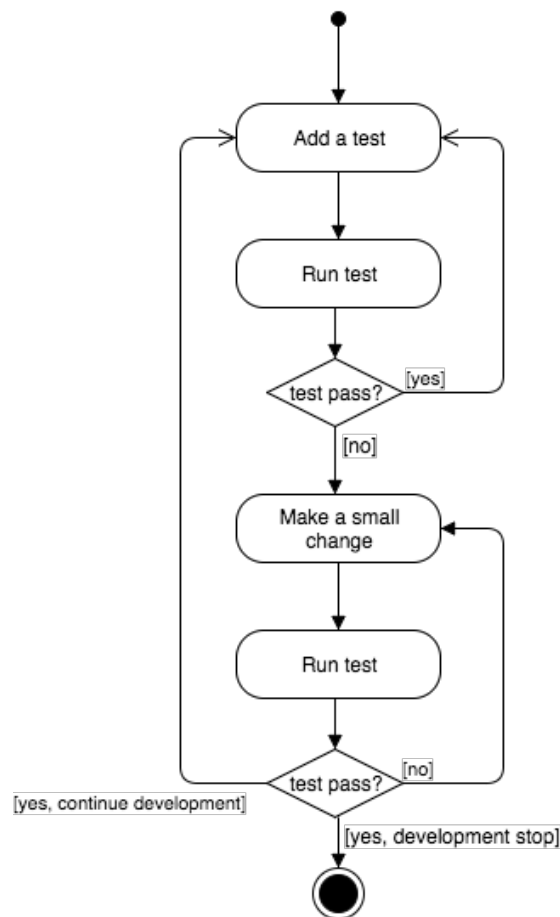 Add a test
Run test
test pass?
[yes]
[no]
Make a small
change
Run test
test pass?
[no]
[yes, continue development]
[yes, development stop]